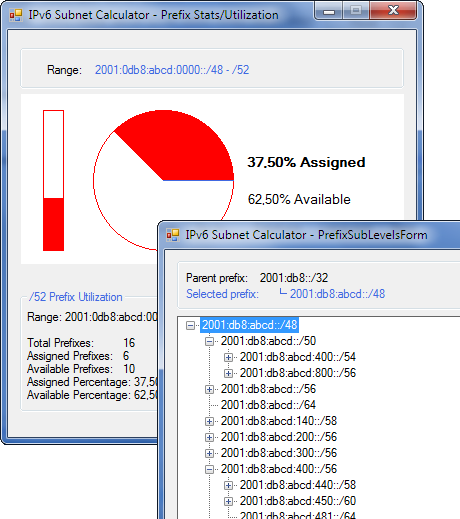 IPv6 Subnet Calculator - Prefix Stats/Utilization
Range: 2001:0db8:abcd:0000::/48 - /52
37,50% Assigned
62,50% Available
/52 Prefix Utilization
Range: 2001:0db8:abcd:00
Total Prefixes: 16
Assigned Prefixes: 6
Available Prefixes: 10
Assigned Percentage: 37,50
Available Percentage: 62,50
IPv6 Subnet Calculator - PrefixSubLevelsForm
Parent prefix: 2001:db8::/32
Selected prefix: 2001:db8:abcd::/48
2001:db8:abcd::/48
2001:db8:abcd::/50
2001:db8:abcd:400::/54
2001:db8:abcd:800::/56
2001:db8:abcd::/56
2001:db8:abcd::/64
2001:db8:abcd:140::/58
2001:db8:abcd:200::/56
2001:db8:abcd:300::/56
2001:db8:abcd:400::/56
2001:db8:abcd:440::/58
2001:db8:abcd:450::/60
2001:db8:abcd:481::/64